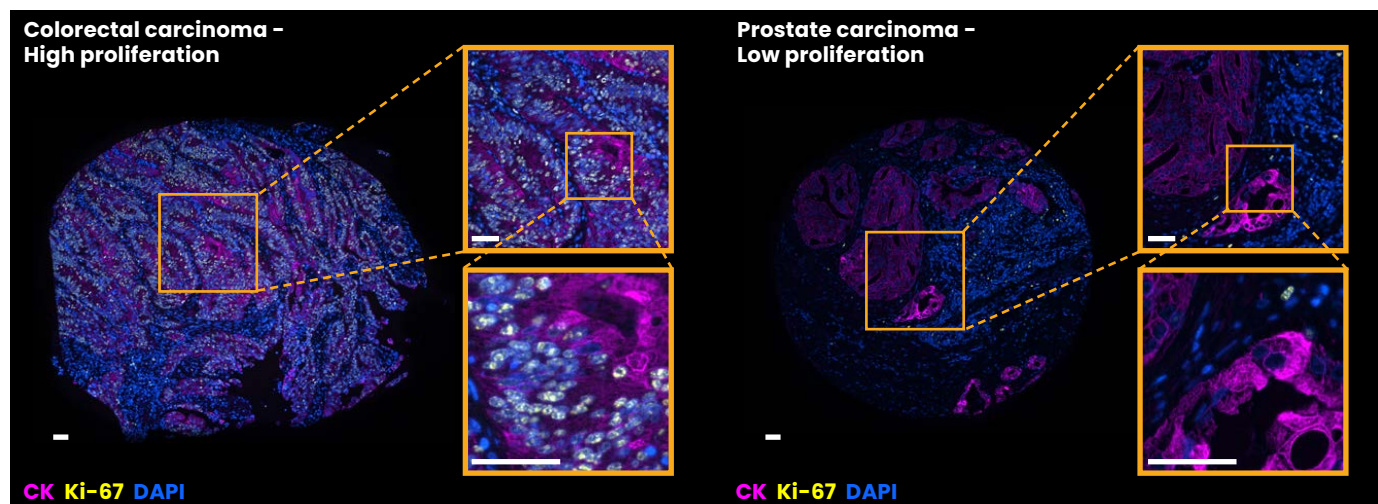 Colorectal carcinoma -
High proliferation
Prostate carcinoma -
Low proliferation
CK Ki-67 DAPI
CK Ki-67 DAPI